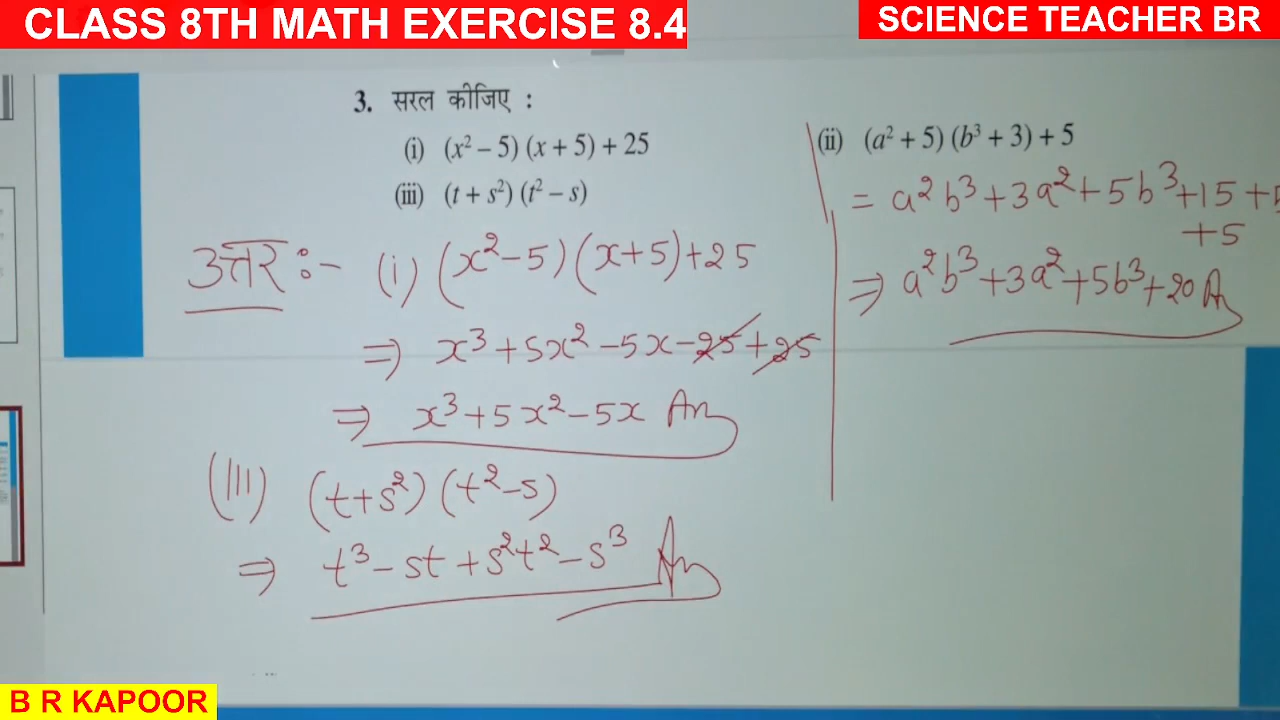 CLASS 8TH MATH EXERCISE 8.4
SCIENCE TEACHER BR
3. सरल कीजिए :
(i) (x² – 5) (x + 5) + 25
(ii) (a² + 5) (b³ + 3) + 5
(iii) (t + s²) (t² – s)
= a²b³+3a²+5b³+15
+5
⇒ a²b³+3a²+5b³+20 An
उत्तर :- (i) (x²-5)(x+5)+25
⇒ x³+5x²-5x-25+25
⇒ x³+5x²-5x Ans
(III) (t+s²)(t²-s)
⇒ t³-st+s²t²-s³ Ans
B R KAPOOR